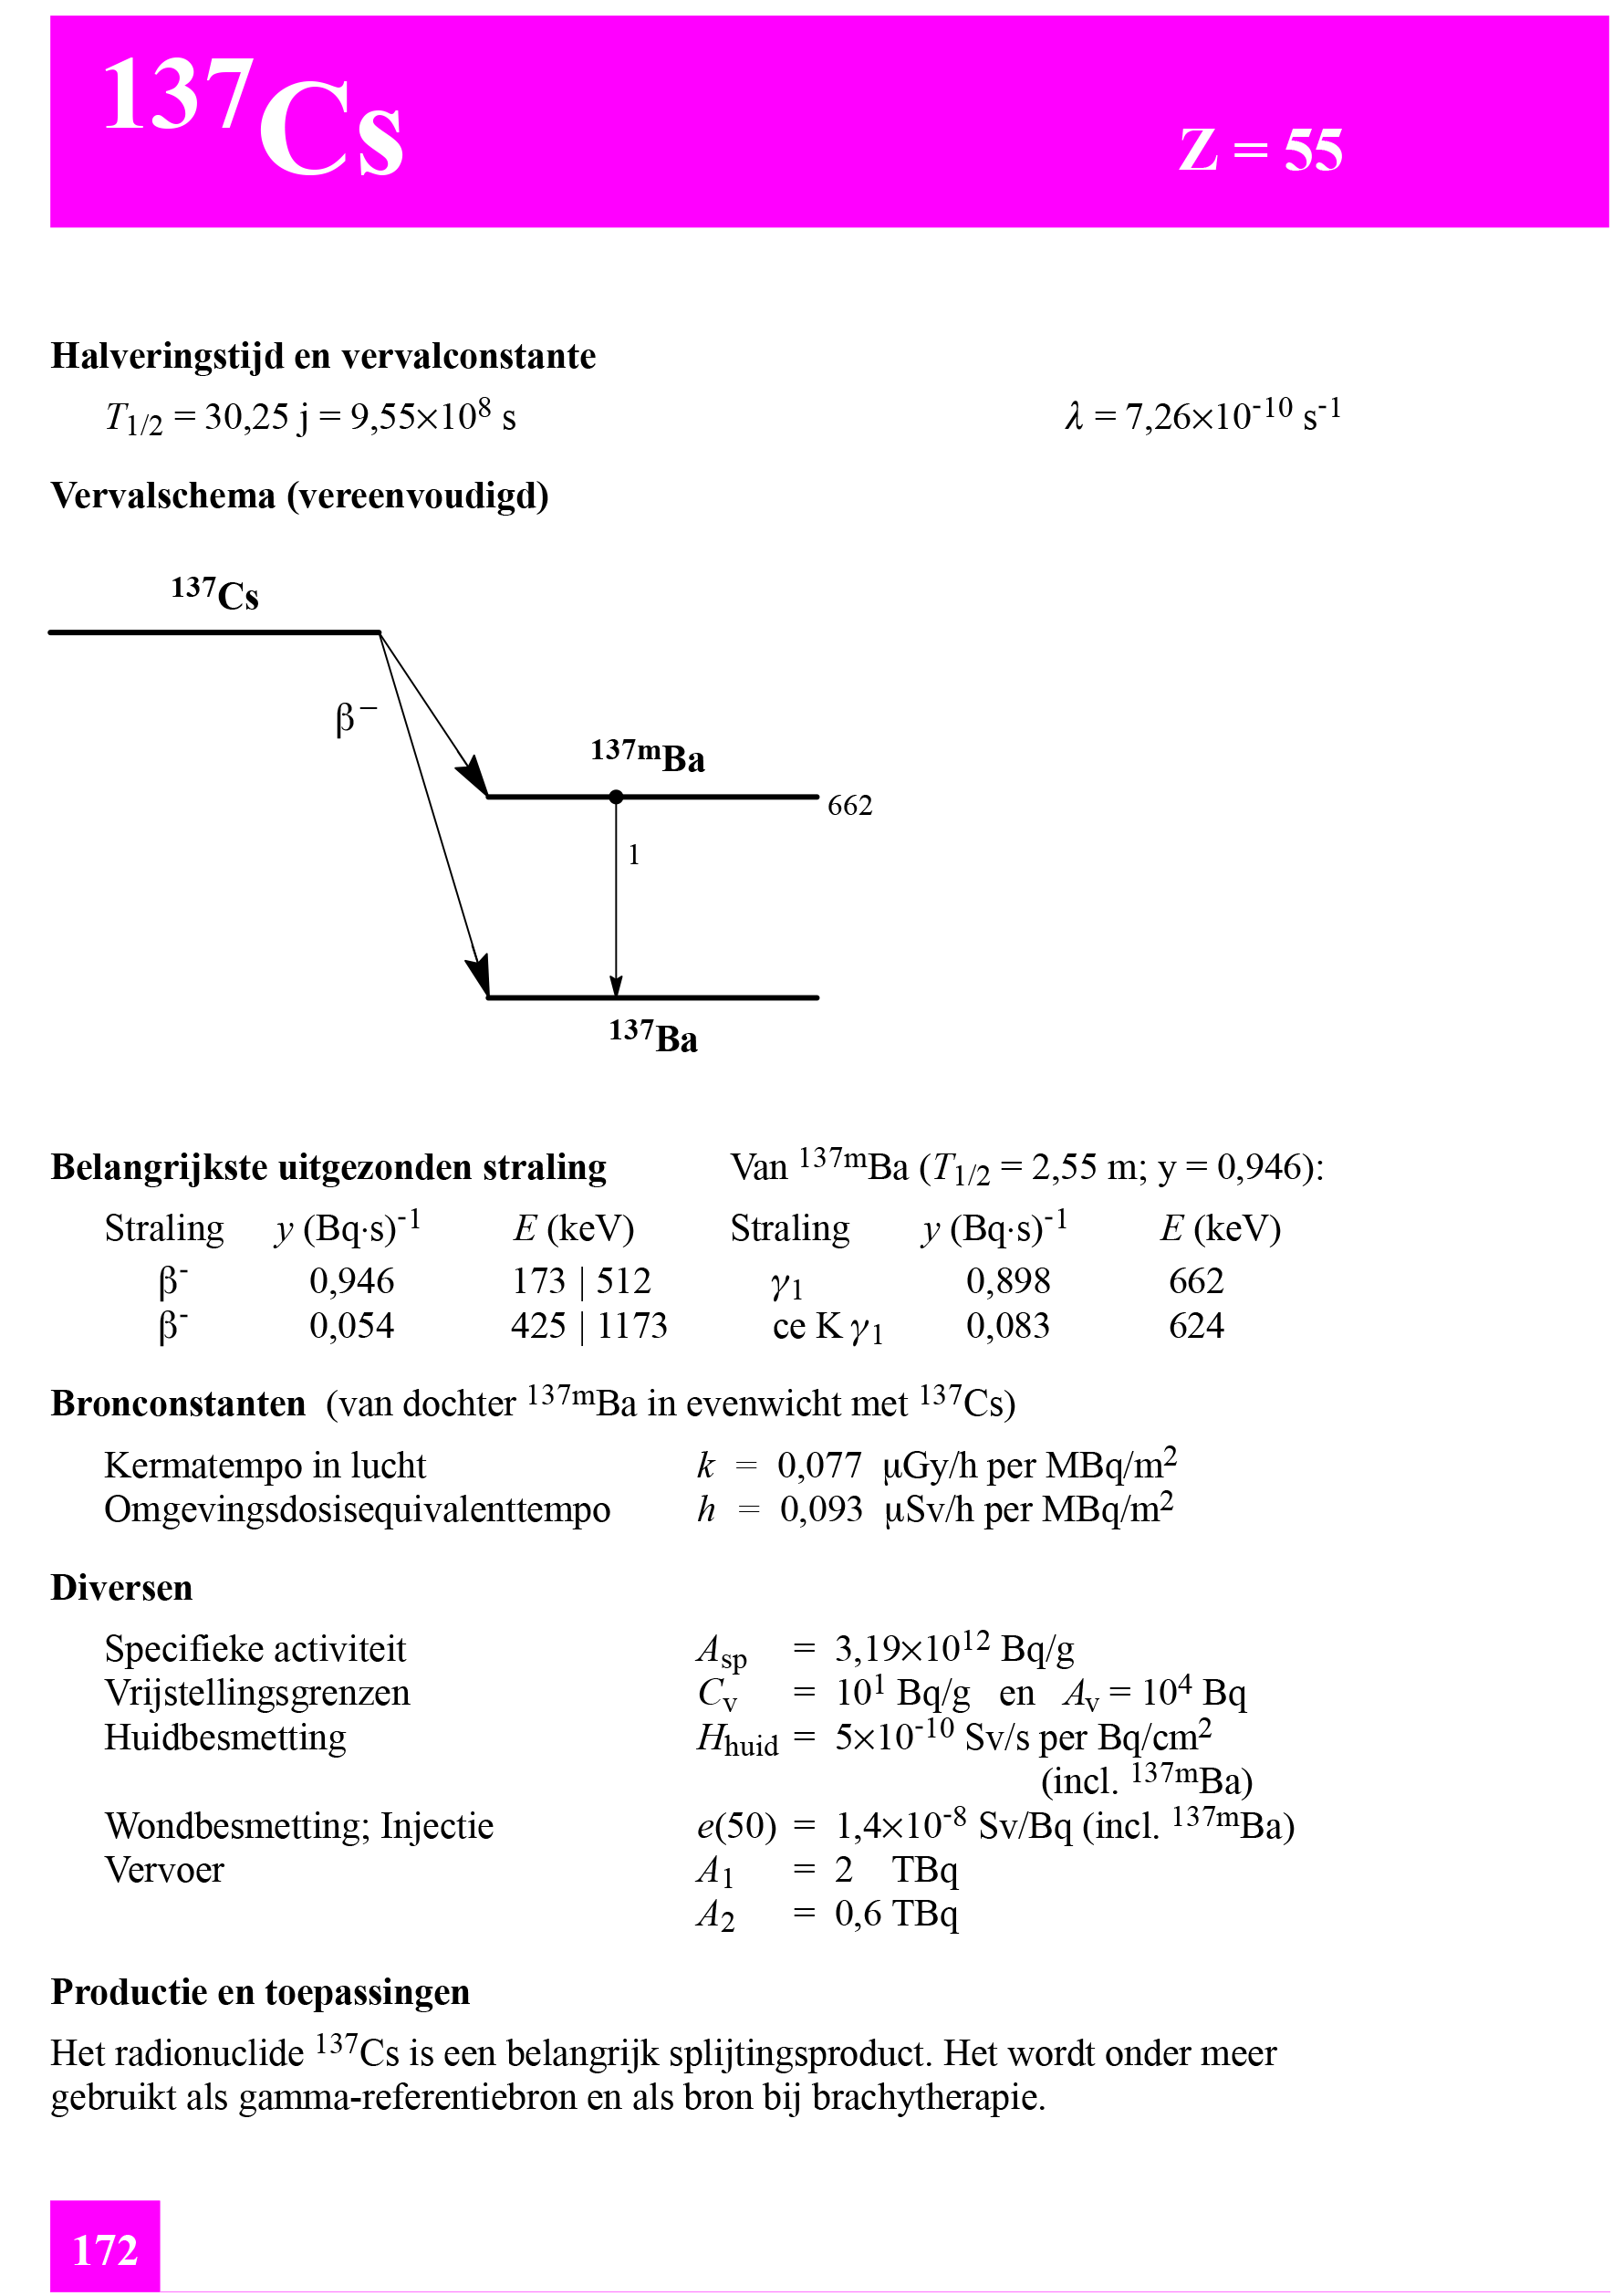 137Cs Z = 55
Halveringstijd en vervalconstante
T1/2 = 30,25 j = 9,55×10^8 s λ = 7,26×10^-10 s^-1
Vervalschema (vereenvoudigd)
137Cs
β−
137mBa
662
1
137Ba
Belangrijkste uitgezonden straling Van 137mBa (T1/2 = 2,55 m; y = 0,946):
Straling y (Bq·s)^-1 E (keV) Straling y (Bq·s)^-1 E (keV)
β- 0,946 173 | 512 γ1 0,898 662
β- 0,054 425 | 1173 ce K γ1 0,083 624
Bronconstanten (van dochter 137mBa in evenwicht met 137Cs)
Kermatempo in lucht k = 0,077 μGy/h per MBq/m^2
Omgevingsdosisequivalenttempo h = 0,093 μSv/h per MBq/m^2
Diversen
Specifieke activiteit Asp = 3,19×10^12 Bq/g
Vrijstellingsgrenzen Cv = 10^1 Bq/g en Av = 10^4 Bq
Huidbesmetting Hhuid = 5×10^-10 Sv/s per Bq/cm^2
(incl. 137mBa)
Wondbesmetting; Injectie e(50) = 1,4×10^-8 Sv/Bq (incl. 137mBa)
Vervoer A1 = 2 TBq
A2 = 0,6 TBq
Productie en toepassingen
Het radionuclide 137Cs is een belangrijk splijtingsproduct. Het wordt onder meer
gebruikt als gamma-referentiebron en als bron bij brachytherapie.
172